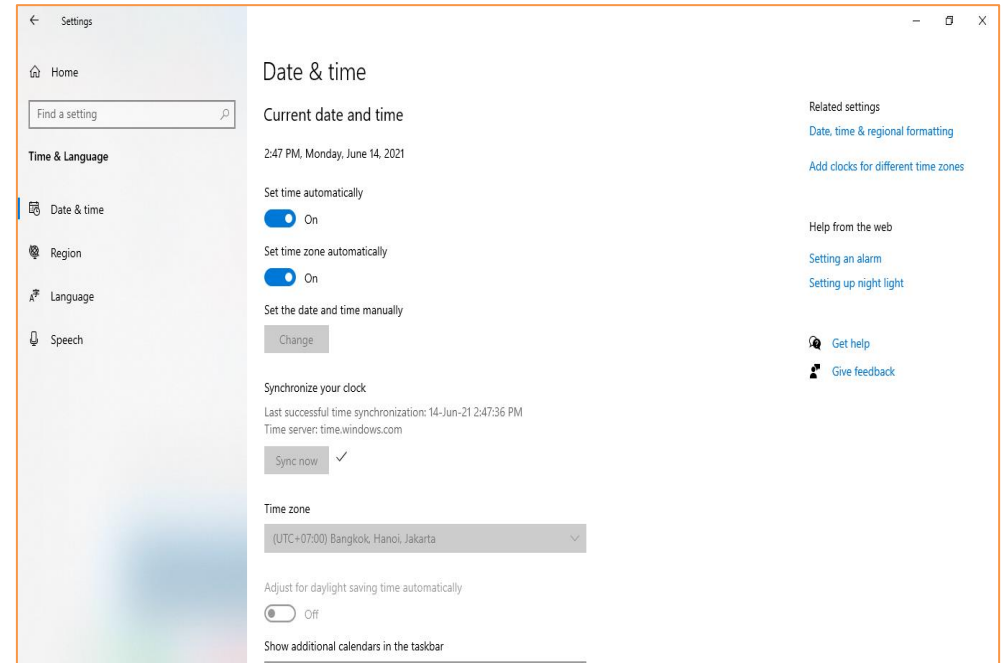 Settings
Home
Find a setting
Time & Language
Date & time
Region
Language
Speech
Date & time
Current date and time
2:47 PM, Monday, June 14, 2021
Set time automatically
On
Set time zone automatically
On
Set the date and time manually
Change
Synchronize your clock
Last successful time synchronization: 14-Jun-21 2:47:36 PM
Time server: time.windows.com
Sync now
Time zone
(UTC+07:00) Bangkok, Hanoi, Jakarta
Adjust for daylight saving time automatically
Off
Show additional calendars in the taskbar
Related settings
Date, time & regional formatting
Add clocks for different time zones
Help from the web
Setting an alarm
Setting up night light
Get help
Give feedback